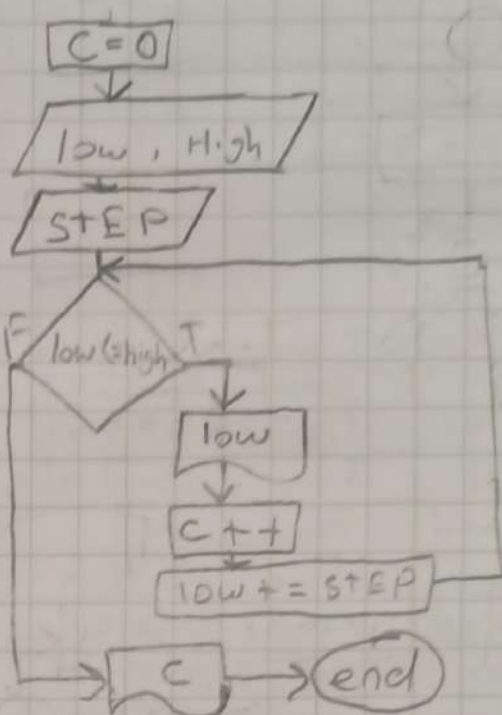 C = 0
low , High
StEP
F low <= high T
low
C + +
low + = StEP
C
end